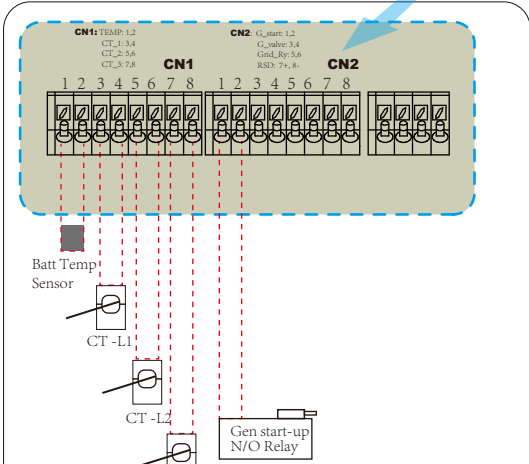 CN1: TEMP: 1,2
CT_1: 3,4
CT_2: 5,6
CT_3: 7,8
CN2: G_start: 1,2
G_valve: 3,4
Grid_Ry: 5,6
RSD: 7+, 8-
CN1
CN2
1 2 3 4 5 6 7 8
1 2 3 4 5 6 7 8
Batt Temp
Sensor
CT -L1
CT -L2
Gen start-up
N/O Relay